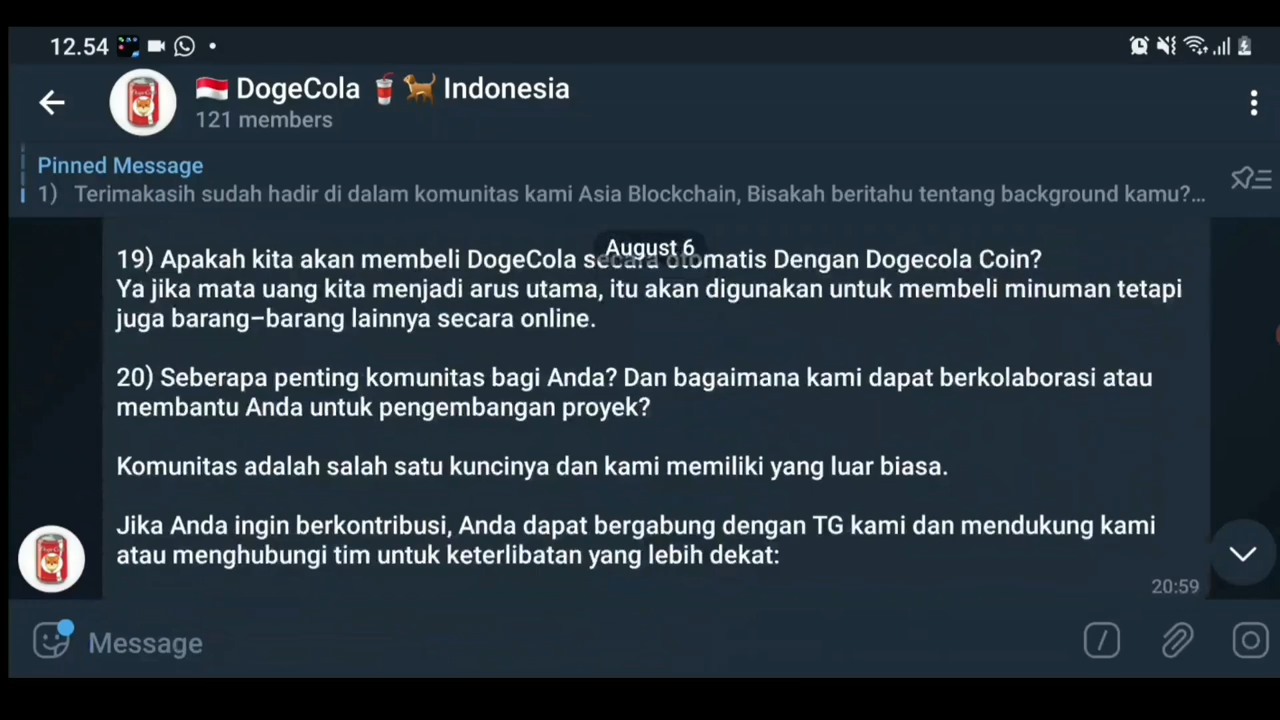 12.54
DogeCola Indonesia
121 members
Pinned Message
1) Terimakasih sudah hadir di dalam komunitas kami Asia Blockchain, Bisakah beritahu tentang background kamu?...
August 6
19) Apakah kita akan membeli DogeCola secara otomatis Dengan Dogecola Coin?
Ya jika mata uang kita menjadi arus utama, itu akan digunakan untuk membeli minuman tetapi
juga barang-barang lainnya secara online.
20) Seberapa penting komunitas bagi Anda? Dan bagaimana kami dapat berkolaborasi atau
membantu Anda untuk pengembangan proyek?
Komunitas adalah salah satu kuncinya dan kami memiliki yang luar biasa.
Jika Anda ingin berkontribusi, Anda dapat bergabung dengan TG kami dan mendukung kami
atau menghubungi tim untuk keterlibatan yang lebih dekat:
20:59
Message